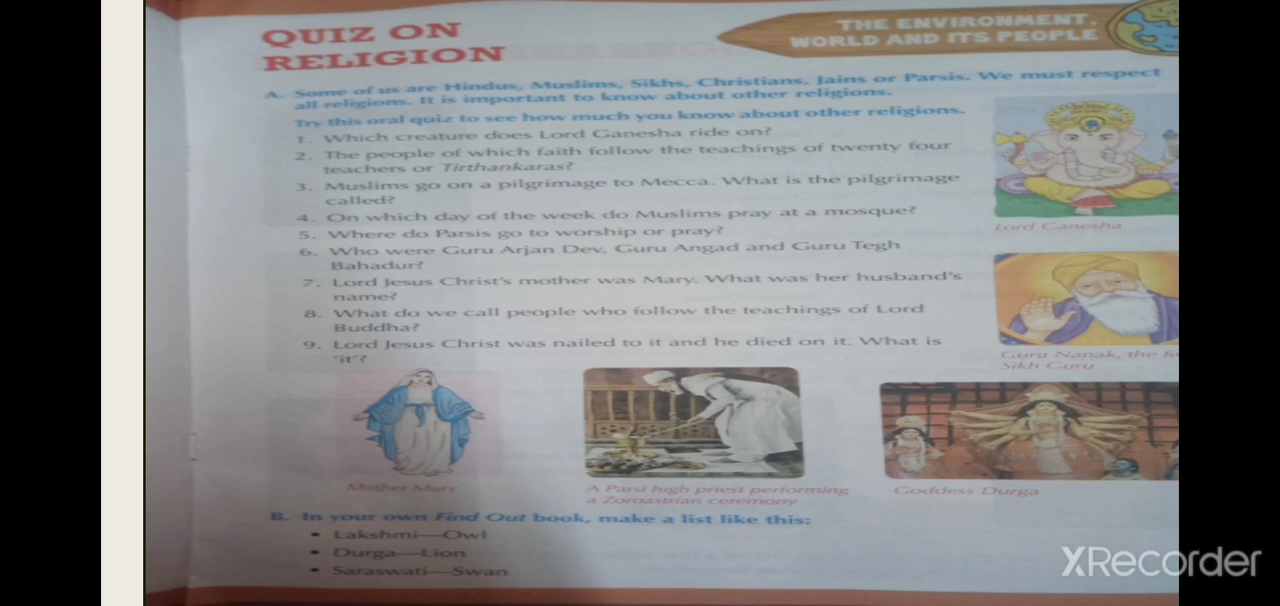 QUIZ ON
RELIGION
THE ENVIRONMENT,
WORLD AND ITS PEOPLE
A. Some of us are Hindus, Muslims, Sikhs, Christians, Jains or Parsis. We must respect
all religions. It is important to know about other religions.
Try this oral quiz to see how much you know about other religions.
1. Which creature does Lord Ganesha ride on?
2. The people of which faith follow the teachings of twenty four
teachers or Tirthankaras?
3. Muslims go on a pilgrimage to Mecca. What is the pilgrimage
called?
4. On which day of the week do Muslims pray at a mosque?
5. Where do Parsis go to worship or pray?
6. Who were Guru Arjan Dev, Guru Angad and Guru Tegh
Bahadur?
7. Lord Jesus Christ's mother was Mary. What was her husband's
name?
8. What do we call people who follow the teachings of Lord
Buddha?
9. Lord Jesus Christ was nailed to it and he died on it. What is
'it'?
Lord Ganesha
Guru Nanak, the
Sikh Guru
Mother Mary
A Parsi high priest performing
a Zoroastrian ceremony
Goddess Durga
B. In your own Find Out book, make a list like this:
• Lakshmi—Owl
• Durga—Lion
• Saraswati—Swan
XRecorder